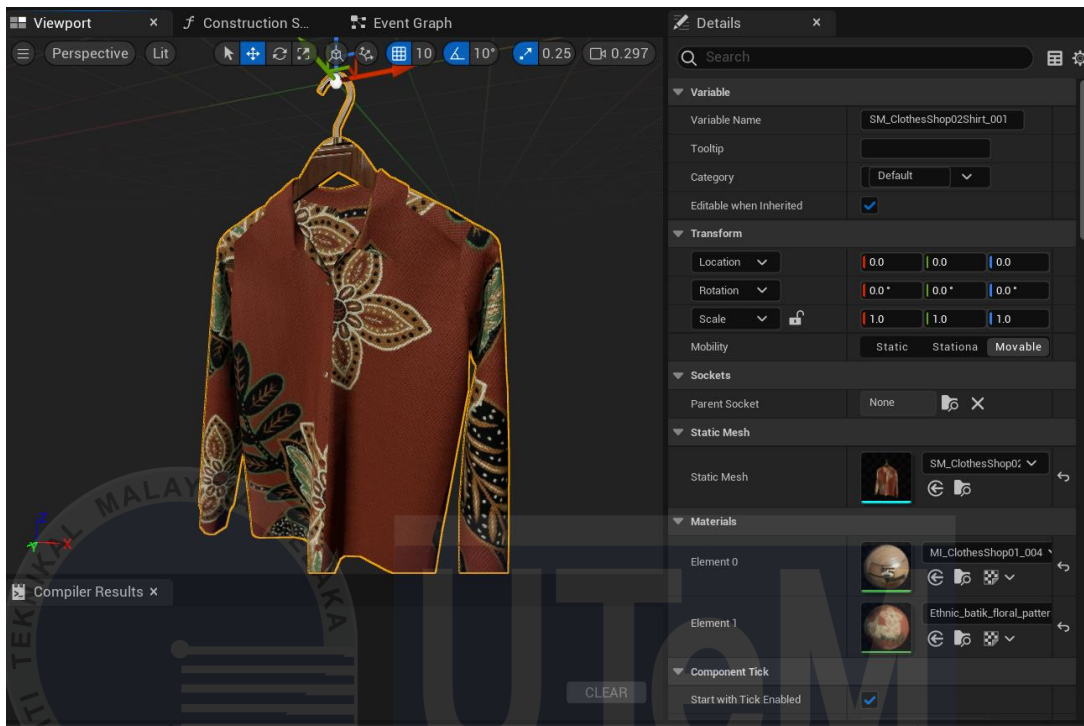 Viewport × Construction S... Event Graph
Perspective Lit 10 10° 0.25 0.297
Compiler Results ×
CLEAR
Details ×
Search
Variable
Variable Name SM_ClothesShop02Shirt_001
Tooltip
Category Default
Editable when Inherited
Transform
Location 0.0 0.0 0.0
Rotation 0.0° 0.0° 0.0°
Scale 1.0 1.0 1.0
Mobility Static Stationa Movable
Sockets
Parent Socket None
Static Mesh
Static Mesh SM_ClothesShop02
Materials
Element 0 MI_ClothesShop01_004
Element 1 Ethnic_batik_floral_patter
Component Tick
Start with Tick Enabled
ITI TEKNIKAL MALAY
KA
UTeM